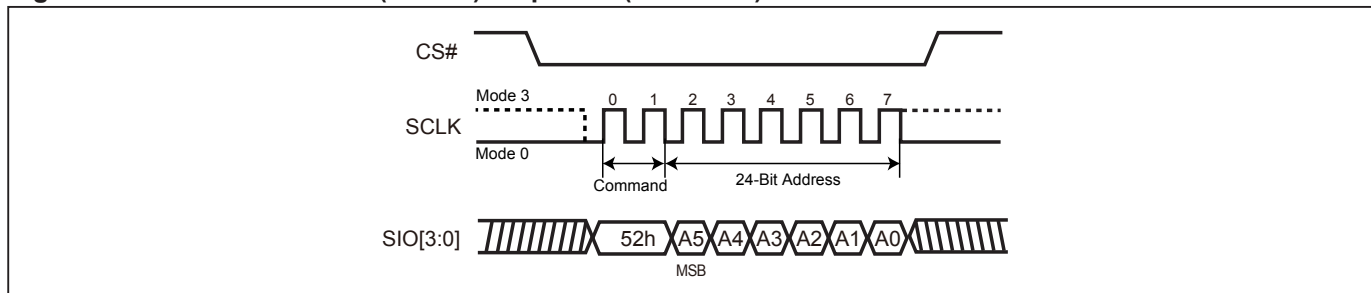 CS#
Mode 3
0 1 2 3 4 5 6 7
SCLK
Mode 0
Command
24-Bit Address
SIO[3:0] 52h A5 A4 A3 A2 A1 A0
MSB